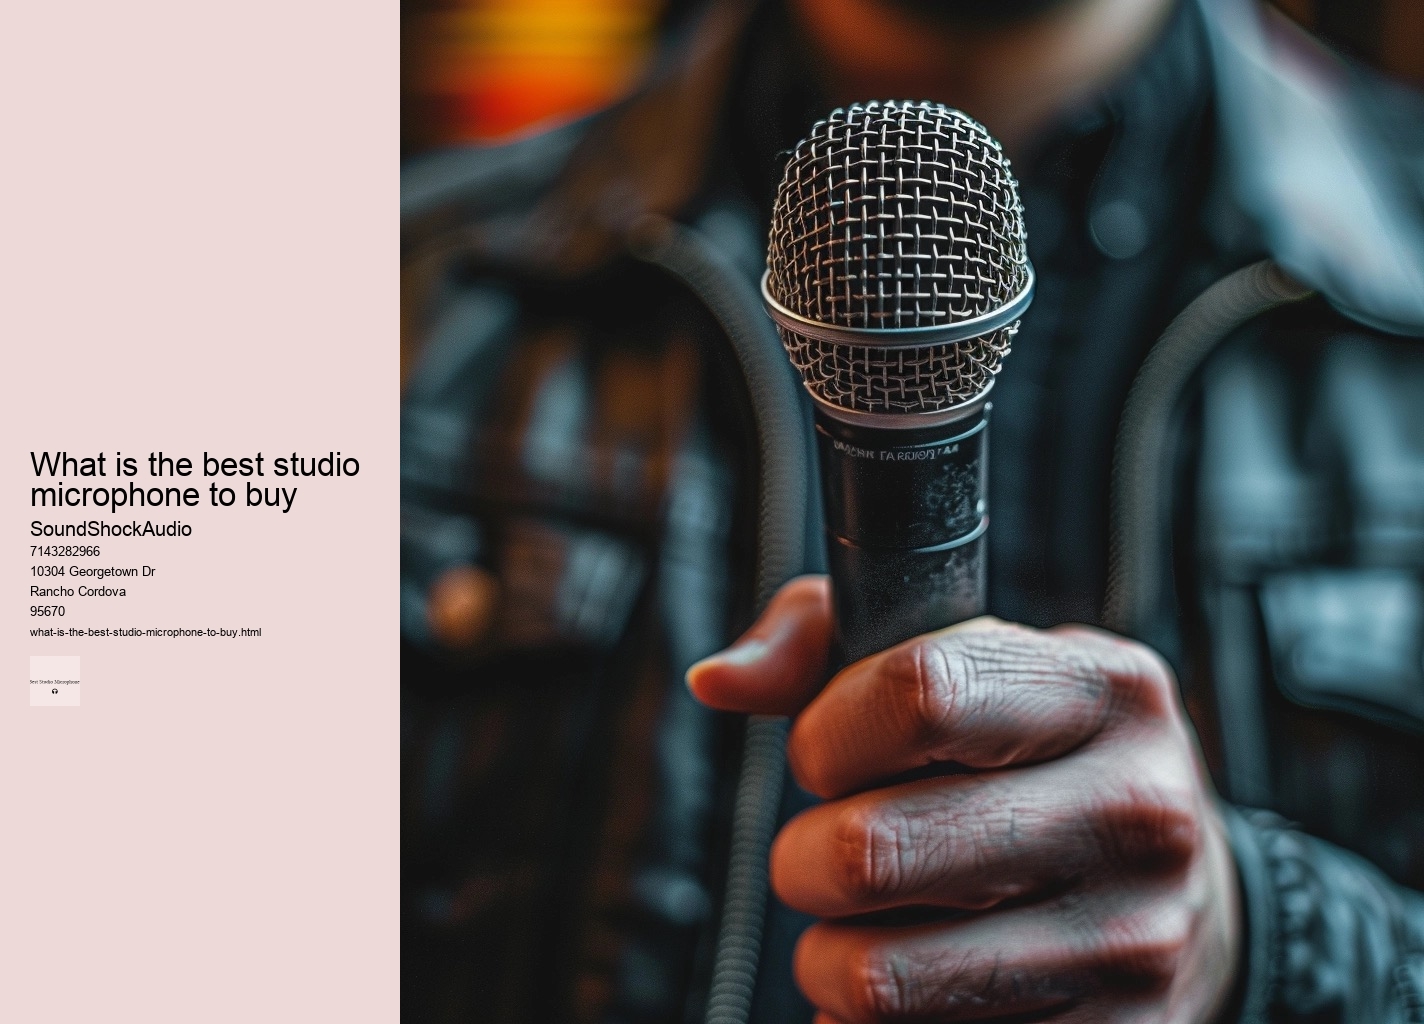 What is the best studio
microphone to buy
SoundShockAudio
7143282966
10304 Georgetown Dr
Rancho Cordova
95670
what-is-the-best-studio-microphone-to-buy.html
Best Studio Microphone